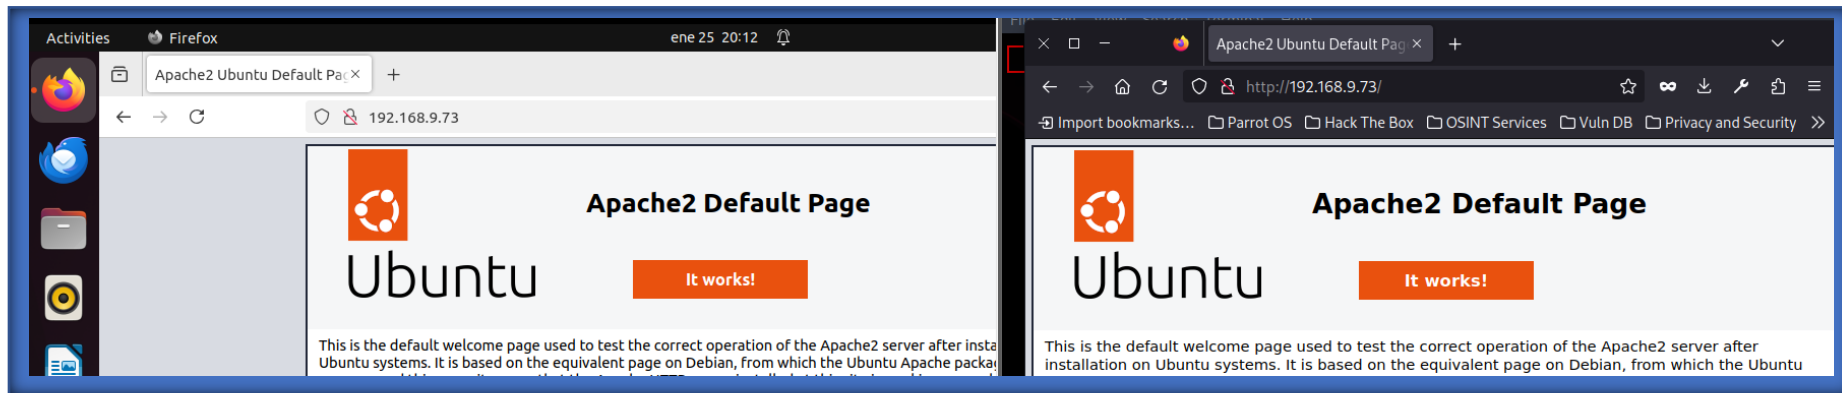 Activities Firefox ene 25 20:12
Apache2 Ubuntu Default Pag
192.168.9.73
Apache2 Default Page
Ubuntu
It works!
This is the default welcome page used to test the correct operation of the Apache2 server after insta
Ubuntu systems. It is based on the equivalent page on Debian, from which the Ubuntu Apache packa
Apache2 Ubuntu Default Pag
http://192.168.9.73/
Import bookmarks... Parrot OS Hack The Box OSINT Services Vuln DB Privacy and Security
Apache2 Default Page
Ubuntu
It works!
This is the default welcome page used to test the correct operation of the Apache2 server after
installation on Ubuntu systems. It is based on the equivalent page on Debian, from which the Ubuntu